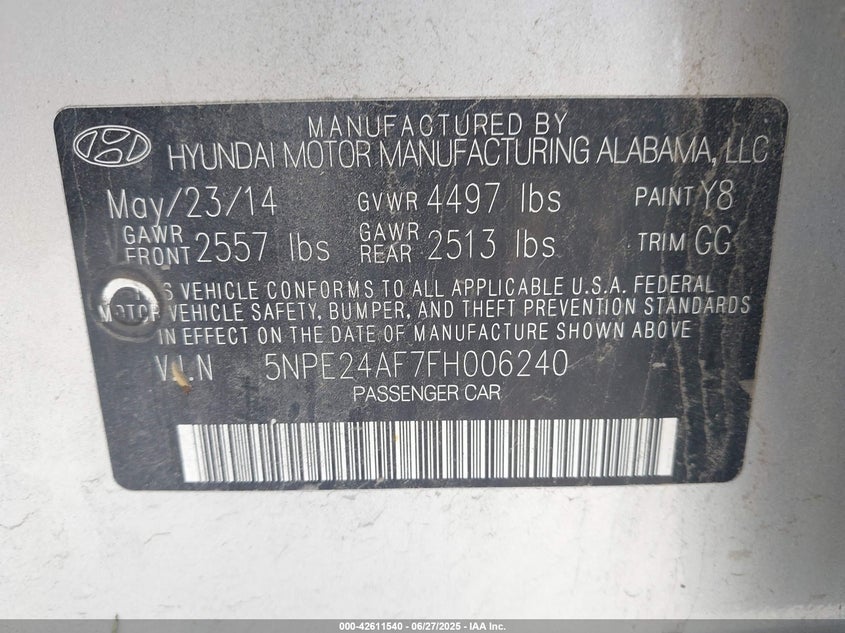 MANUFACTURED BY
HYUNDAI MOTOR MANUFACTURING ALABAMA, LLC
May/23/14 GVWR 4497 lbs PAINT Y8
GAWR FRONT 2557 lbs GAWR REAR 2513 lbs TRIM GG
VEHICLE CONFORMS TO ALL APPLICABLE U.S.A. FEDERAL
MOTOR VEHICLE SAFETY, BUMPER, AND THEFT PREVENTION STANDARDS
IN EFFECT ON THE DATE OF MANUFACTURE SHOWN ABOVE
V.I.N 5NPE24AF7FH006240
PASSENGER CAR
000-42611540 - 06/27/2025 - IAA Inc.